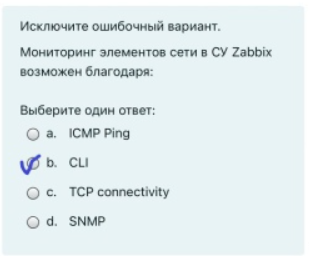 Исключите ошибочный вариант.
Мониторинг элементов сети в СУ Zabbix
возможен благодаря:
Выберите один ответ:
a. ICMP Ping
b. CLI
c. TCP connectivity
d. SNMP